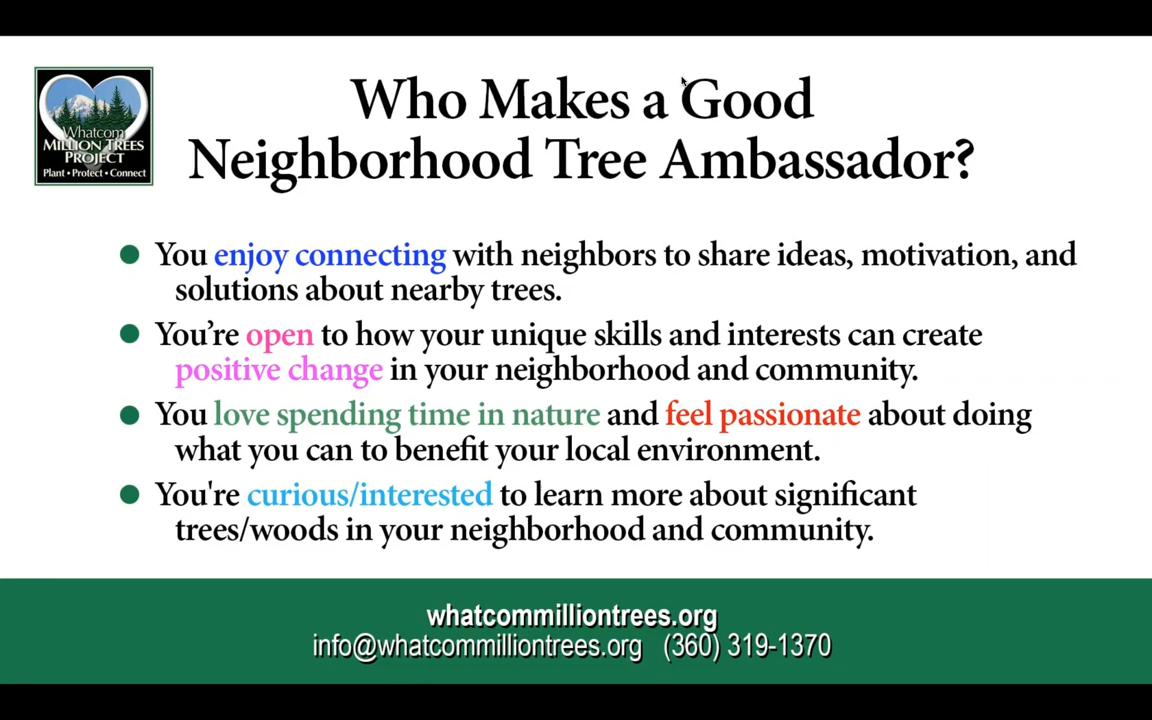 Whatcom
MILLION TREES
PROJECT
Plant • Protect • Connect
Who Makes a Good
Neighborhood Tree Ambassador?
• You enjoy connecting with neighbors to share ideas, motivation, and
solutions about nearby trees.
• You’re open to how your unique skills and interests can create
positive change in your neighborhood and community.
• You love spending time in nature and feel passionate about doing
what you can to benefit your local environment.
• You're curious/interested to learn more about significant
trees/woods in your neighborhood and community.
whatcommilliontrees.org
info@whatcommilliontrees.org (360) 319-1370